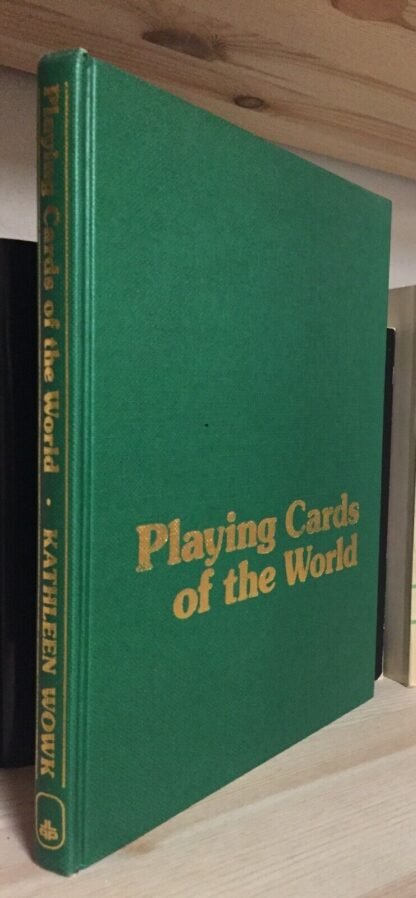 Playing Cards of the World · KATHLEEN WOWK
Playing Cards
of the World